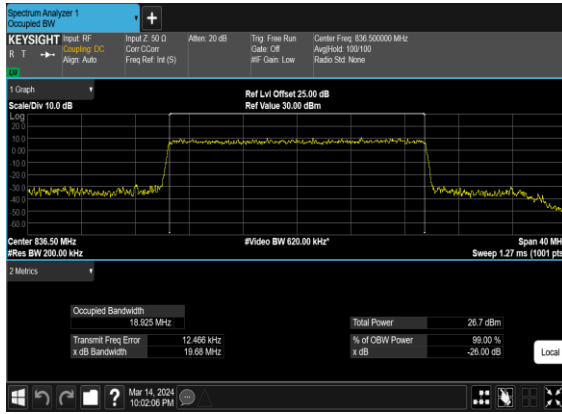 Spectrum Analyzer 1
Occupied BW
+
KEYSIGHT Input: RF Input Z: 50 Ω Atten: 20 dB Trig: Free Run Center Freq: 836.500000 MHz
R T Coupling: DC Corr CCorr Gate: Off Avg|Hold: 100/100
Align: Auto Freq Ref: Int (S) #IF Gain: Low Radio Std: None
LXI
1 Graph
Scale/Div 10.0 dB Ref Lvl Offset 25.00 dB
Ref Value 30.00 dBm
Log
20.0
10.0
0.00
-10.0
-20.0
-30.0
-40.0
-50.0
-60.0
Center 836.50 MHz #Video BW 620.00 kHz* Span 40 MH
#Res BW 200.00 kHz Sweep 1.27 ms (1001 pts
2 Metrics
Occupied Bandwidth
18.925 MHz Total Power 26.7 dBm
Transmit Freq Error 12.466 kHz % of OBW Power 99.00 %
x dB Bandwidth 19.68 MHz x dB -26.00 dB
Local
?
Mar 14, 2024
10:02:06 PM